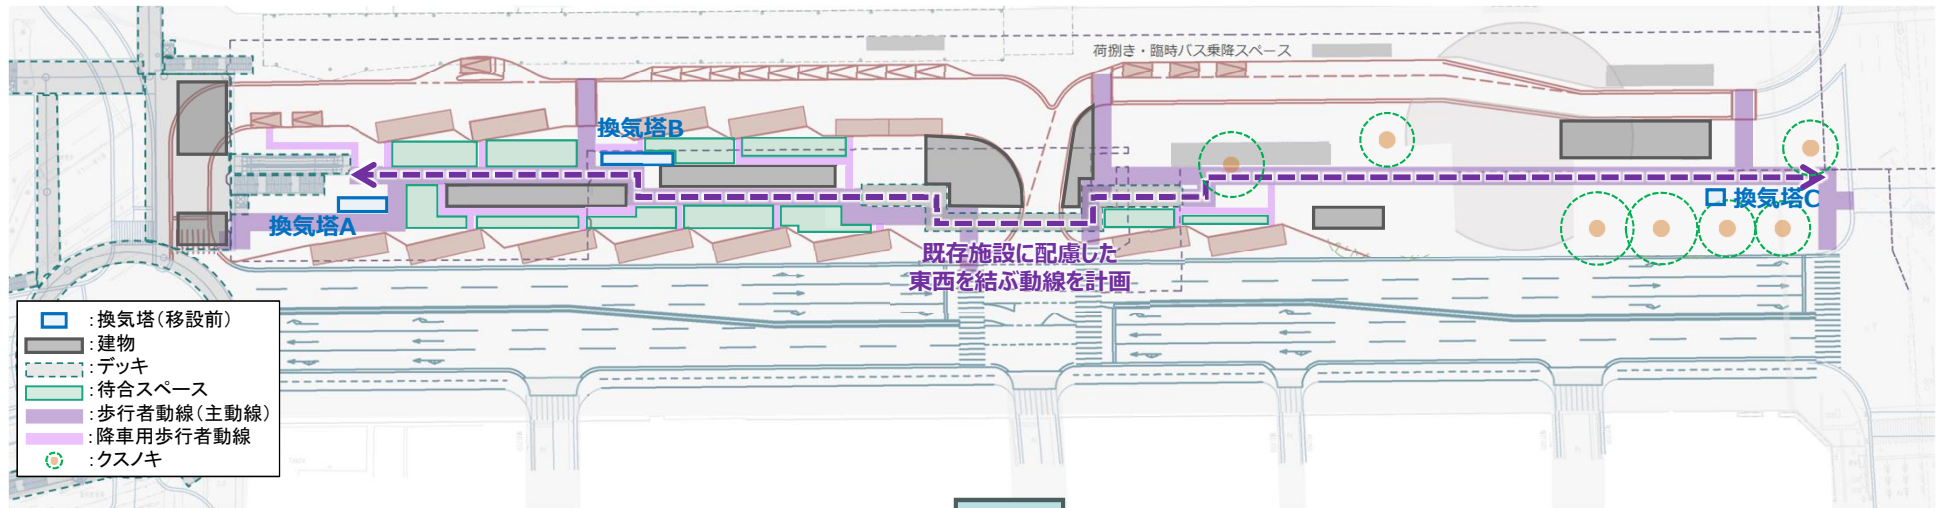 荷捌き・臨時バス乗降スペース
換気塔B
換気塔A
換気塔C
既存施設に配慮した
東西を結ぶ動線を計画
：換気塔（移設前）
：建物
：デッキ
：待合スペース
：歩行者動線（主動線）
：降車用歩行者動線
：クスノキ